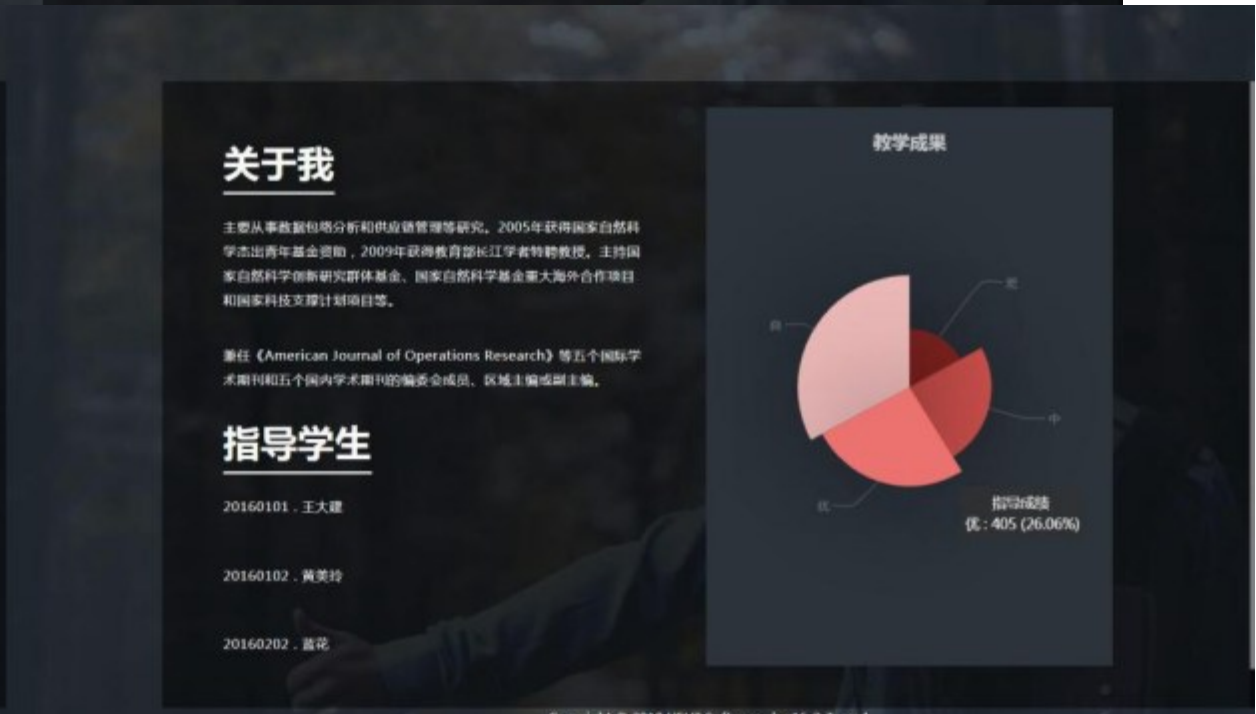 关于我
主要从事数据包络分析和供应链管理等研究。2005年获得国家自然科
学杰出青年基金资助，2009年获得教育部长江学者特聘教授。主持国
家自然科学创新研究群体基金、国家自然科学基金重大海外合作项目
和国家科技支撑计划项目等。
兼任《American Journal of Operations Research》等五个国际学
术期刊和五个国内学术期刊的编委会成员、区域主编或副主编。
指导学生
20160101 . 王大建
20160102 . 黄美玲
20160202 . 蓝花
教学成果
中
优
指导成绩
优 : 405 (26.06%)